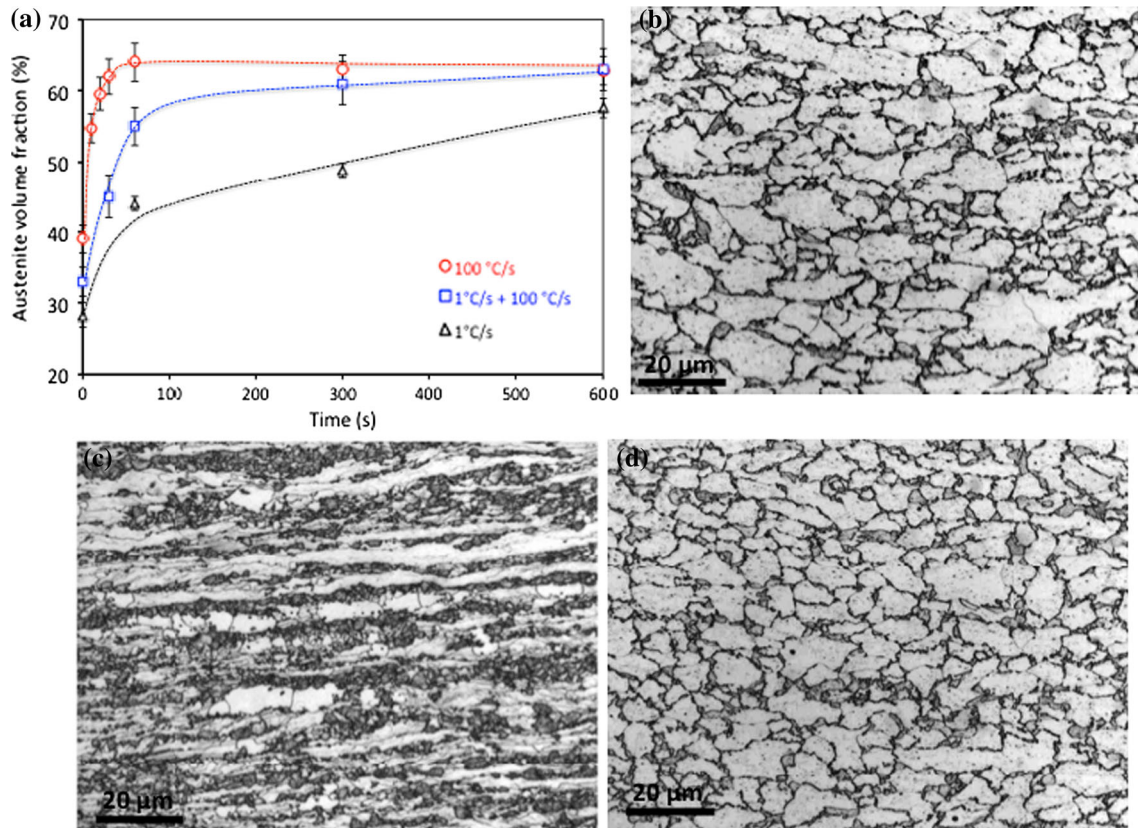 (a)
70
60
50
40
30
20
Austenite volume fraction (%)
100 °C/s
1°C/s + 100 °C/s
1°C/s
0
100
200
300
400
500
600
Time (s)
(b)
20 µm
(c)
20 µm
(d)
20 µm